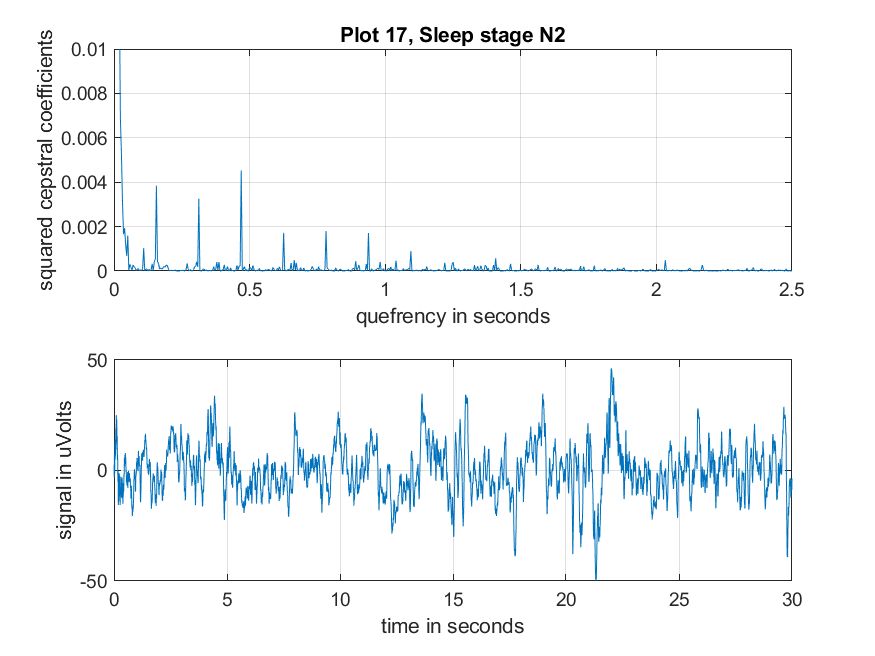 Plot 17, Sleep stage N2
squared cepstral coefficients
0.01
0.008
0.006
0.004
0.002
0
0 0.5 1 1.5 2 2.5
quefrency in seconds
signal in uVolts
50
0
-50
0 5 10 15 20 25 30
time in seconds